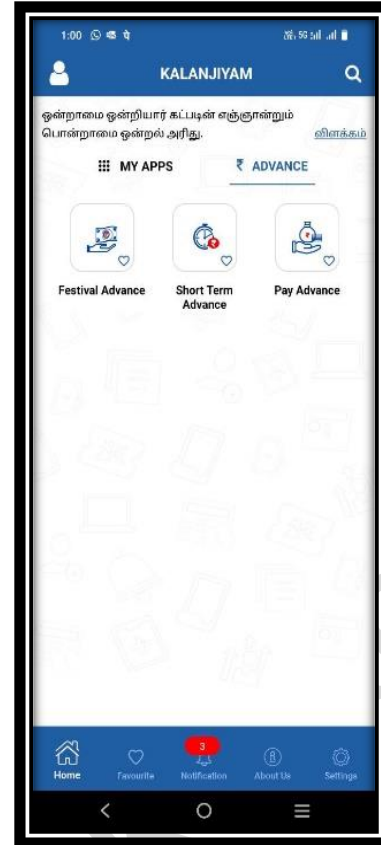 1:00
KALANJIYAM
ஒன்றாமை ஒன்றியார் கட்படின் எஞ்ஞான்றும்
பொன்றாமை ஒன்றல் அரிது.
விளக்கம்
MY APPS
₹ ADVANCE
Festival Advance
Short Term
Advance
Pay Advance
3
Home
Favourite
Notification
About Us
Settings